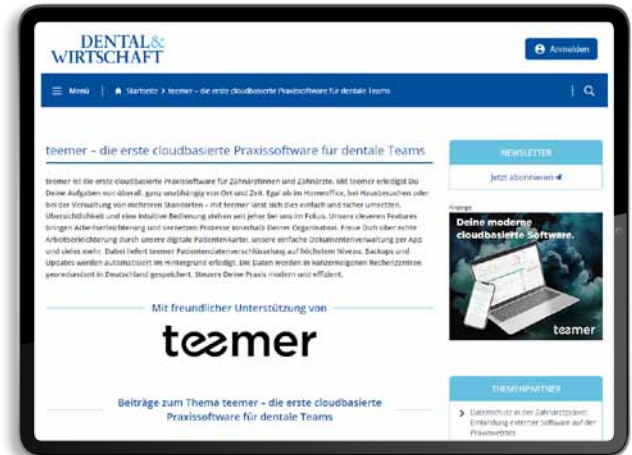 DENTAL&
WIRTSCHAFT
Anmelden
Menü
Startseite > teemer – die erste cloudbasierte Praxissoftware für dentale Teams
teemer – die erste cloudbasierte Praxissoftware für dentale Teams
teemer ist die erste cloudbasierte Praxissoftware für Zahnärztinnen und Zahnärzte. Mit teemer erledigst Du
Deine Aufgaben von überall, ganz unabhängig von Ort und Zeit. Egal ob im Homeoffice, bei Hausbesuchen oder
bei der Verwaltung von mehreren Standorten – mit teemer lässt sich dies einfach und sicher umsetzen.
Übersichtlichkeit und eine intuitive Bedienung stehen seit jeher bei uns im Fokus. Unsere cleveren Features
bringen Arbeitserleichterung und vernetzen Prozesse innerhalb Deiner Organisation. Freue Dich über echte
Arbeitserleichterung durch unsere digitale Patientenkartei, unsere einfache Dokumentenverwaltung per App
und vieles mehr. Dabei liefert teemer Patientendatenverschlüsselung auf höchstem Niveau. Backups und
Updates werden automatisiert im Hintergrund erledigt. Die Daten werden in konzerneigenen Rechenzentren
georedundant in Deutschland gespeichert. Steuere Deine Praxis modern und effizient.
Mit freundlicher Unterstützung von
teemer
Beiträge zum Thema teemer – die erste cloudbasierte
Praxissoftware für dentale Teams
NEWSLETTER
Jetzt abonnieren
Anzeige
Deine moderne
cloudbasierte Software.
teemer
THEMENPARTNER
Datenschutz in der Zahnarztpraxis:
Einbindung externer Software auf der
Praxiswebsite